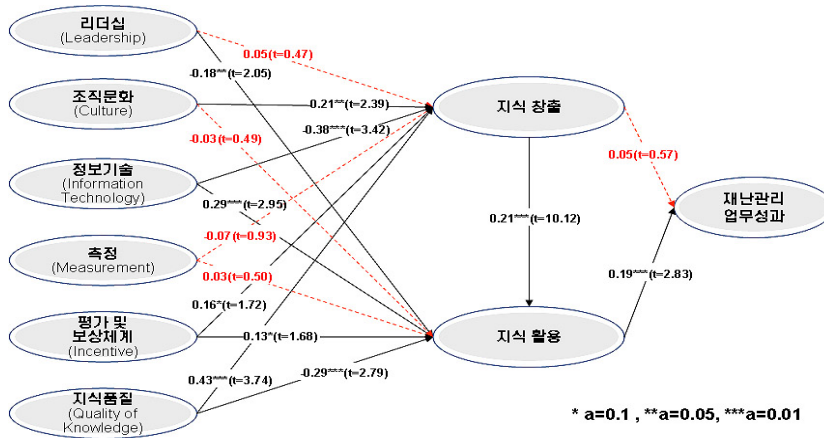 리더십
(Leadership)
0.05(t=0.47)
-0.18**(t=2.05)
조직문화
(Culture)
0.21**(t=2.39)
지식 창출
-0.38***(t=3.42)
-0.03(t=0.49)
0.05(t=0.57)
정보기술
(Information
Technology)
0.29***(t=2.95)
재난관리
업무성과
0.21***(t=10.12)
-0.07(t=0.93)
측정
(Measurement)
0.03(t=0.50)
0.19***(t=2.83)
0.16*(t=1.72)
평가 및
보상체계
(Incentive)
0.13*(t=1.68)
지식 활용
0.43***(t=3.74)
-0.29***(t=2.79)
지식품질
(Quality of
Knowledge)
* a=0.1 , **a=0.05, ***a=0.01